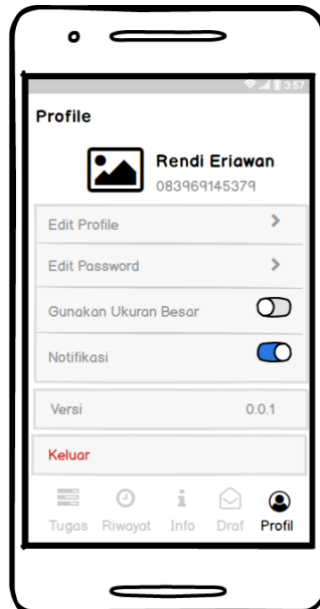 3:57
Profile
Rendi Eriawan
083969145379
Edit Profile
Edit Password
Gunakan Ukuran Besar
Notifikasi
Versi 0.0.1
Keluar
Tugas Riwayat Info Draf Profil